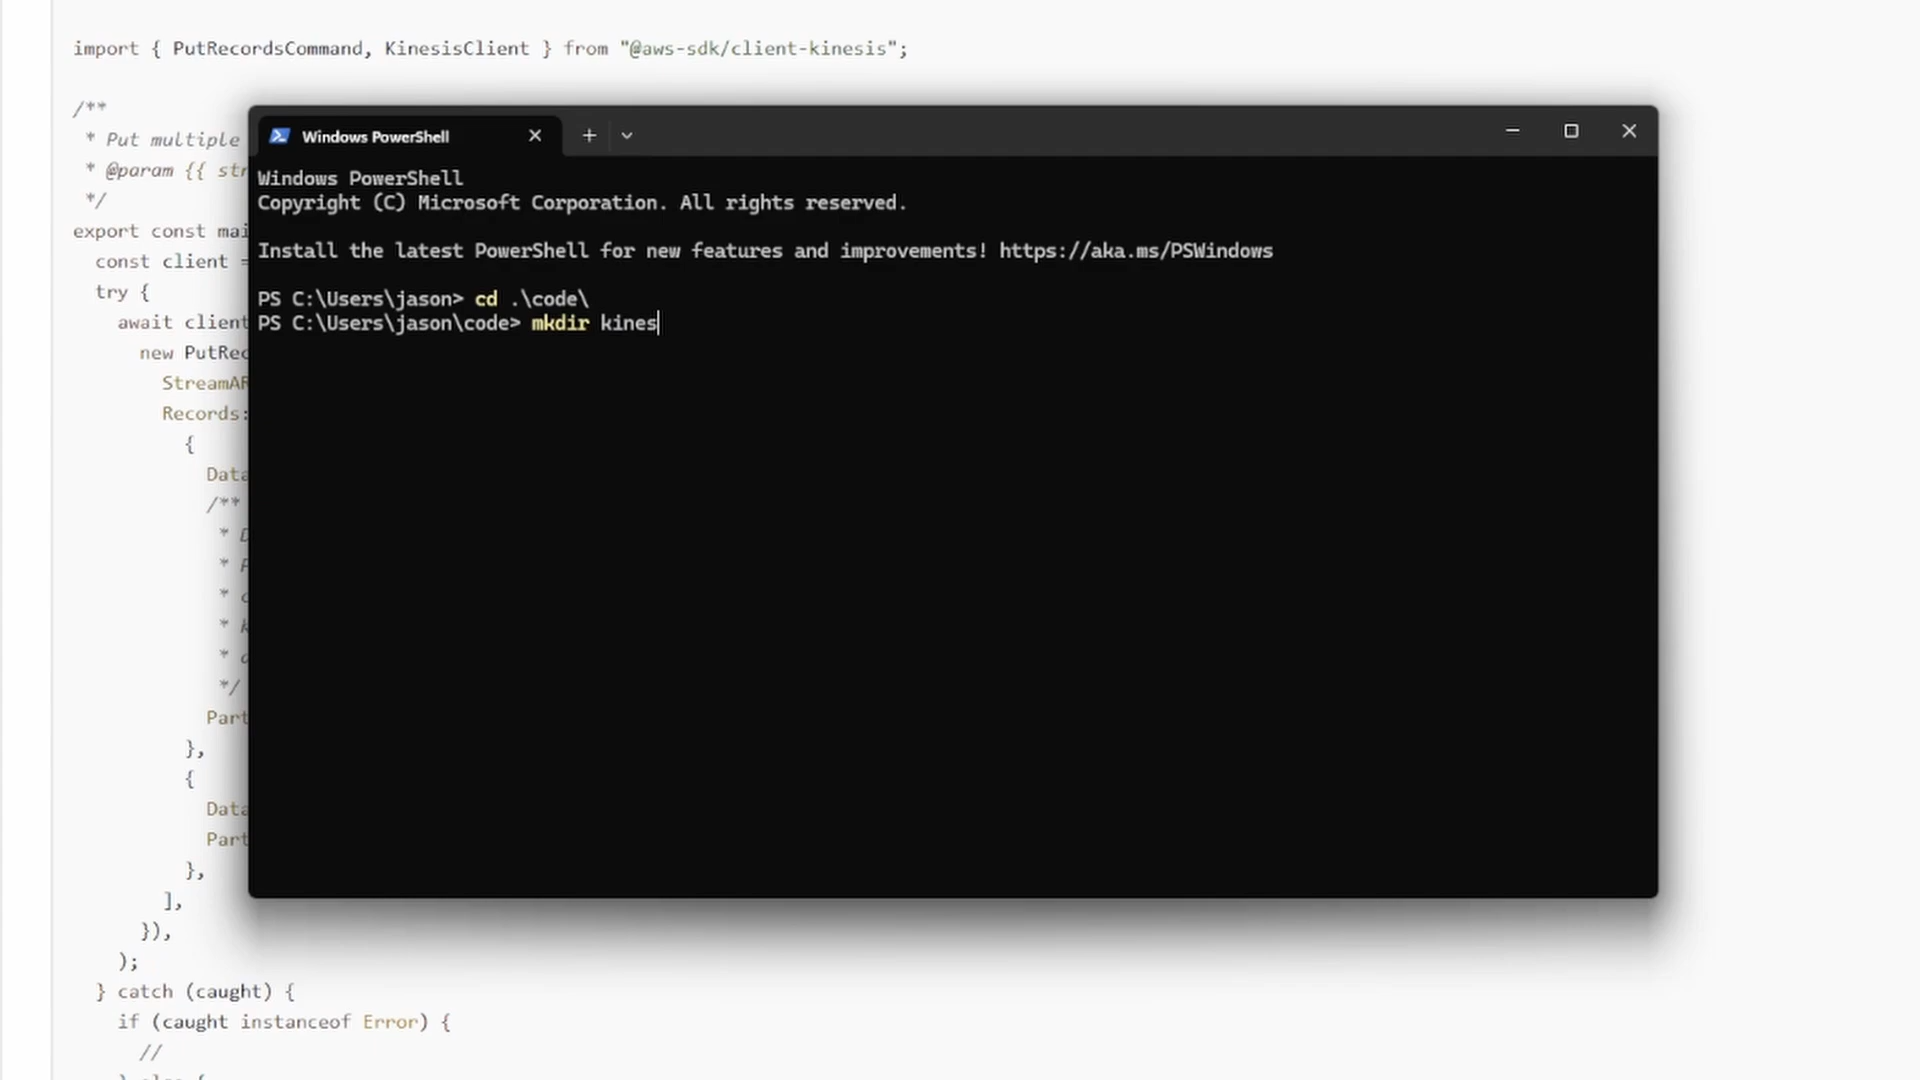 import { PutRecordsCommand, KinesisClient } from "@aws-sdk/client-kinesis";
/**
* Put multiple
* @param {{ str
*/
export const mai
const client =
try {
await client
new PutRec
StreamAR
Records:
{
Data
/**
*
*
*
*
*
*/
Part
},
{
Data
Part
},
],
}),
);
} catch (caught) {
if (caught instanceof Error) {
//
} else {
Windows PowerShell
Windows PowerShell
Copyright (C) Microsoft Corporation. All rights reserved.
Install the latest PowerShell for new features and improvements! https://aka.ms/PSWindows
PS C:\Users\jason> cd .\code\
PS C:\Users\jason\code> mkdir kines